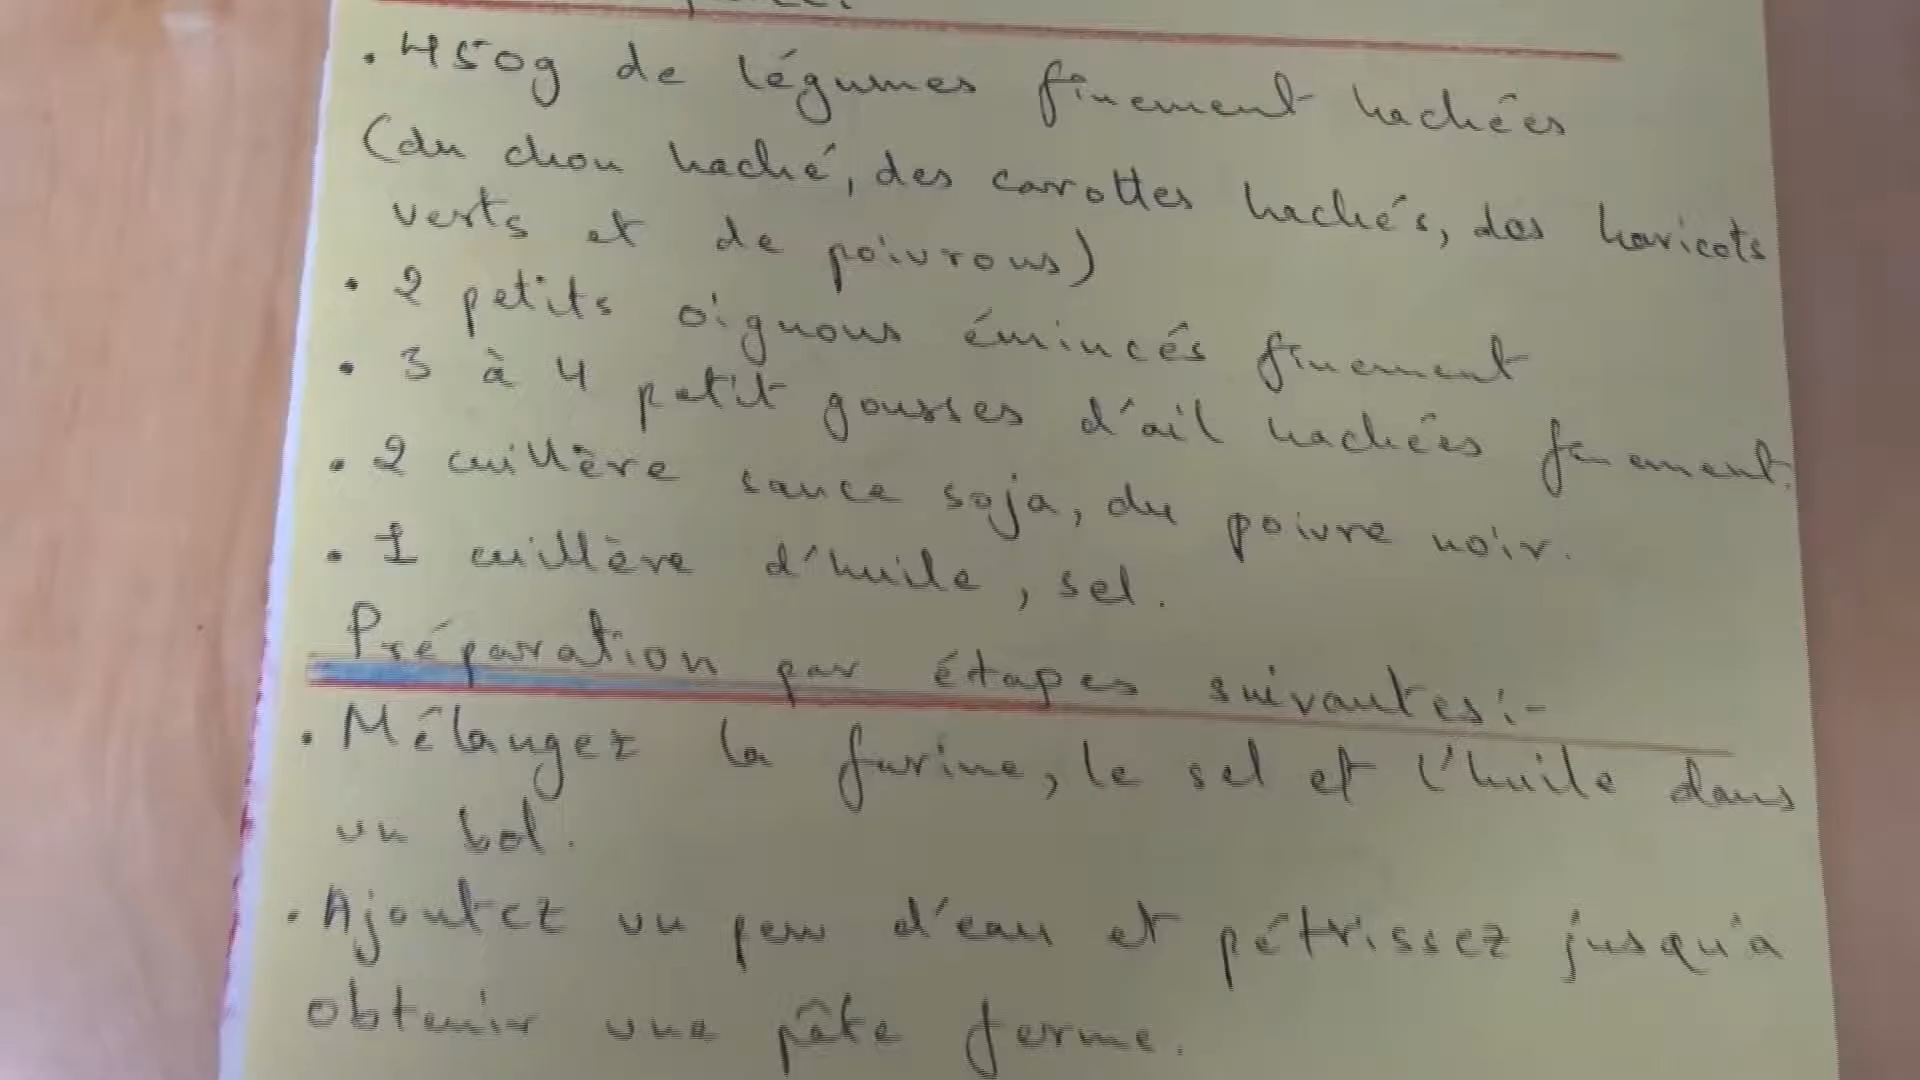 • 450g de légumes finement hachées
(du chou haché, des carrottes hachés, des haricots
verts et de poivrons)
• 2 petits oignons émincés finement
• 3 à 4 petit gousses d'ail hachées finement.
• 2 cuillère sauce soja, du poivre noir.
• 1 cuillère d'huile, sel.
Préparation par étapes suivantes:-
• Mélangez la farine, le sel et l'huile dans
un bol.
• Ajoutez un peu d'eau et pétrissez jusqu'a
obtenir une pâte ferme.